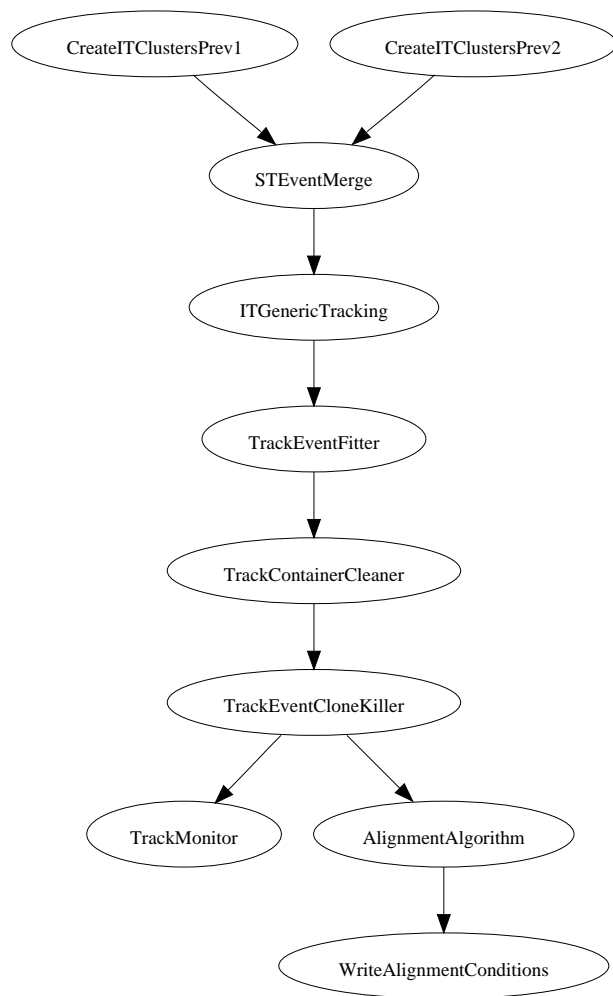 CreateITClustersPrev1
CreateITClustersPrev2
STEventMerge
ITGenericTracking
TrackEventFitter
TrackContainerCleaner
TrackEventCloneKiller
TrackMonitor
AlignmentAlgorithm
WriteAlignmentConditions